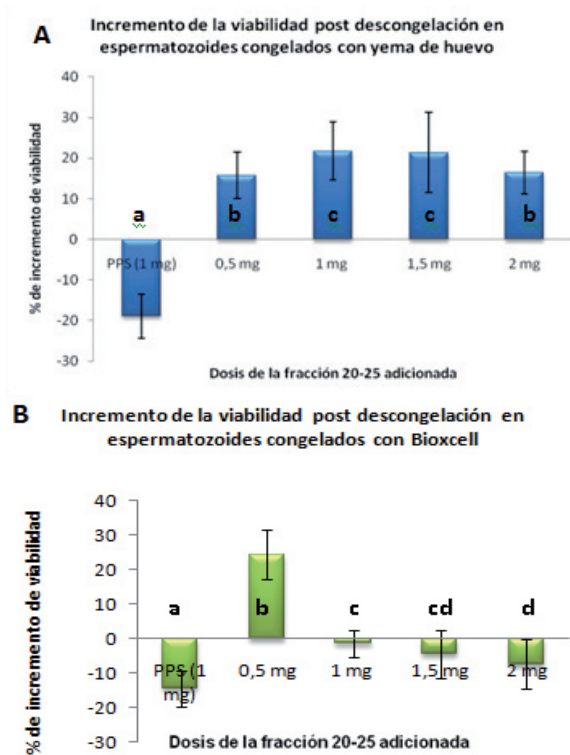 A
Incremento de la viabilidad post descongelación en
espermatozoides congelados con yema de huevo
% de incremento de viabilidad
40
30
20
10
0
-10
-20
-30
a
b
c
c
b
PPS (1 mg)
0,5 mg
1 mg
1,5 mg
2 mg
Dosis de la fracción 20-25 adicionada
B
Incremento de la viabilidad post descongelación en
espermatozoides congelados con Bioxcell
% de incremento de viabilidad
40
30
20
10
0
-10
-20
-30
a
b
c
cd
d
PPS (1
mg)
0,5 mg
1 mg
1,5 mg
2 mg
Dosis de la fracción 20-25 adicionada